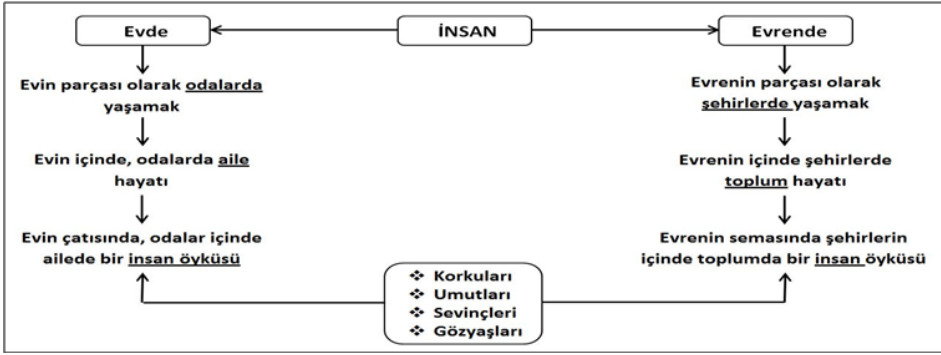 Evde
İNSAN
Evrende
Evin parçası olarak odalarda
yaşamak
Evrenin parçası olarak
şehirlerde yaşamak
Evin içinde, odalarda aile
hayatı
Evrenin içinde şehirlerde
toplum hayatı
Evin çatısında, odalar içinde
ailede bir insan öyküsü
Evrenin semasında şehirlerin
içinde toplumda bir insan öyküsü
❖ Korkuları
❖ Umutları
❖ Sevinçleri
❖ Gözyaşları